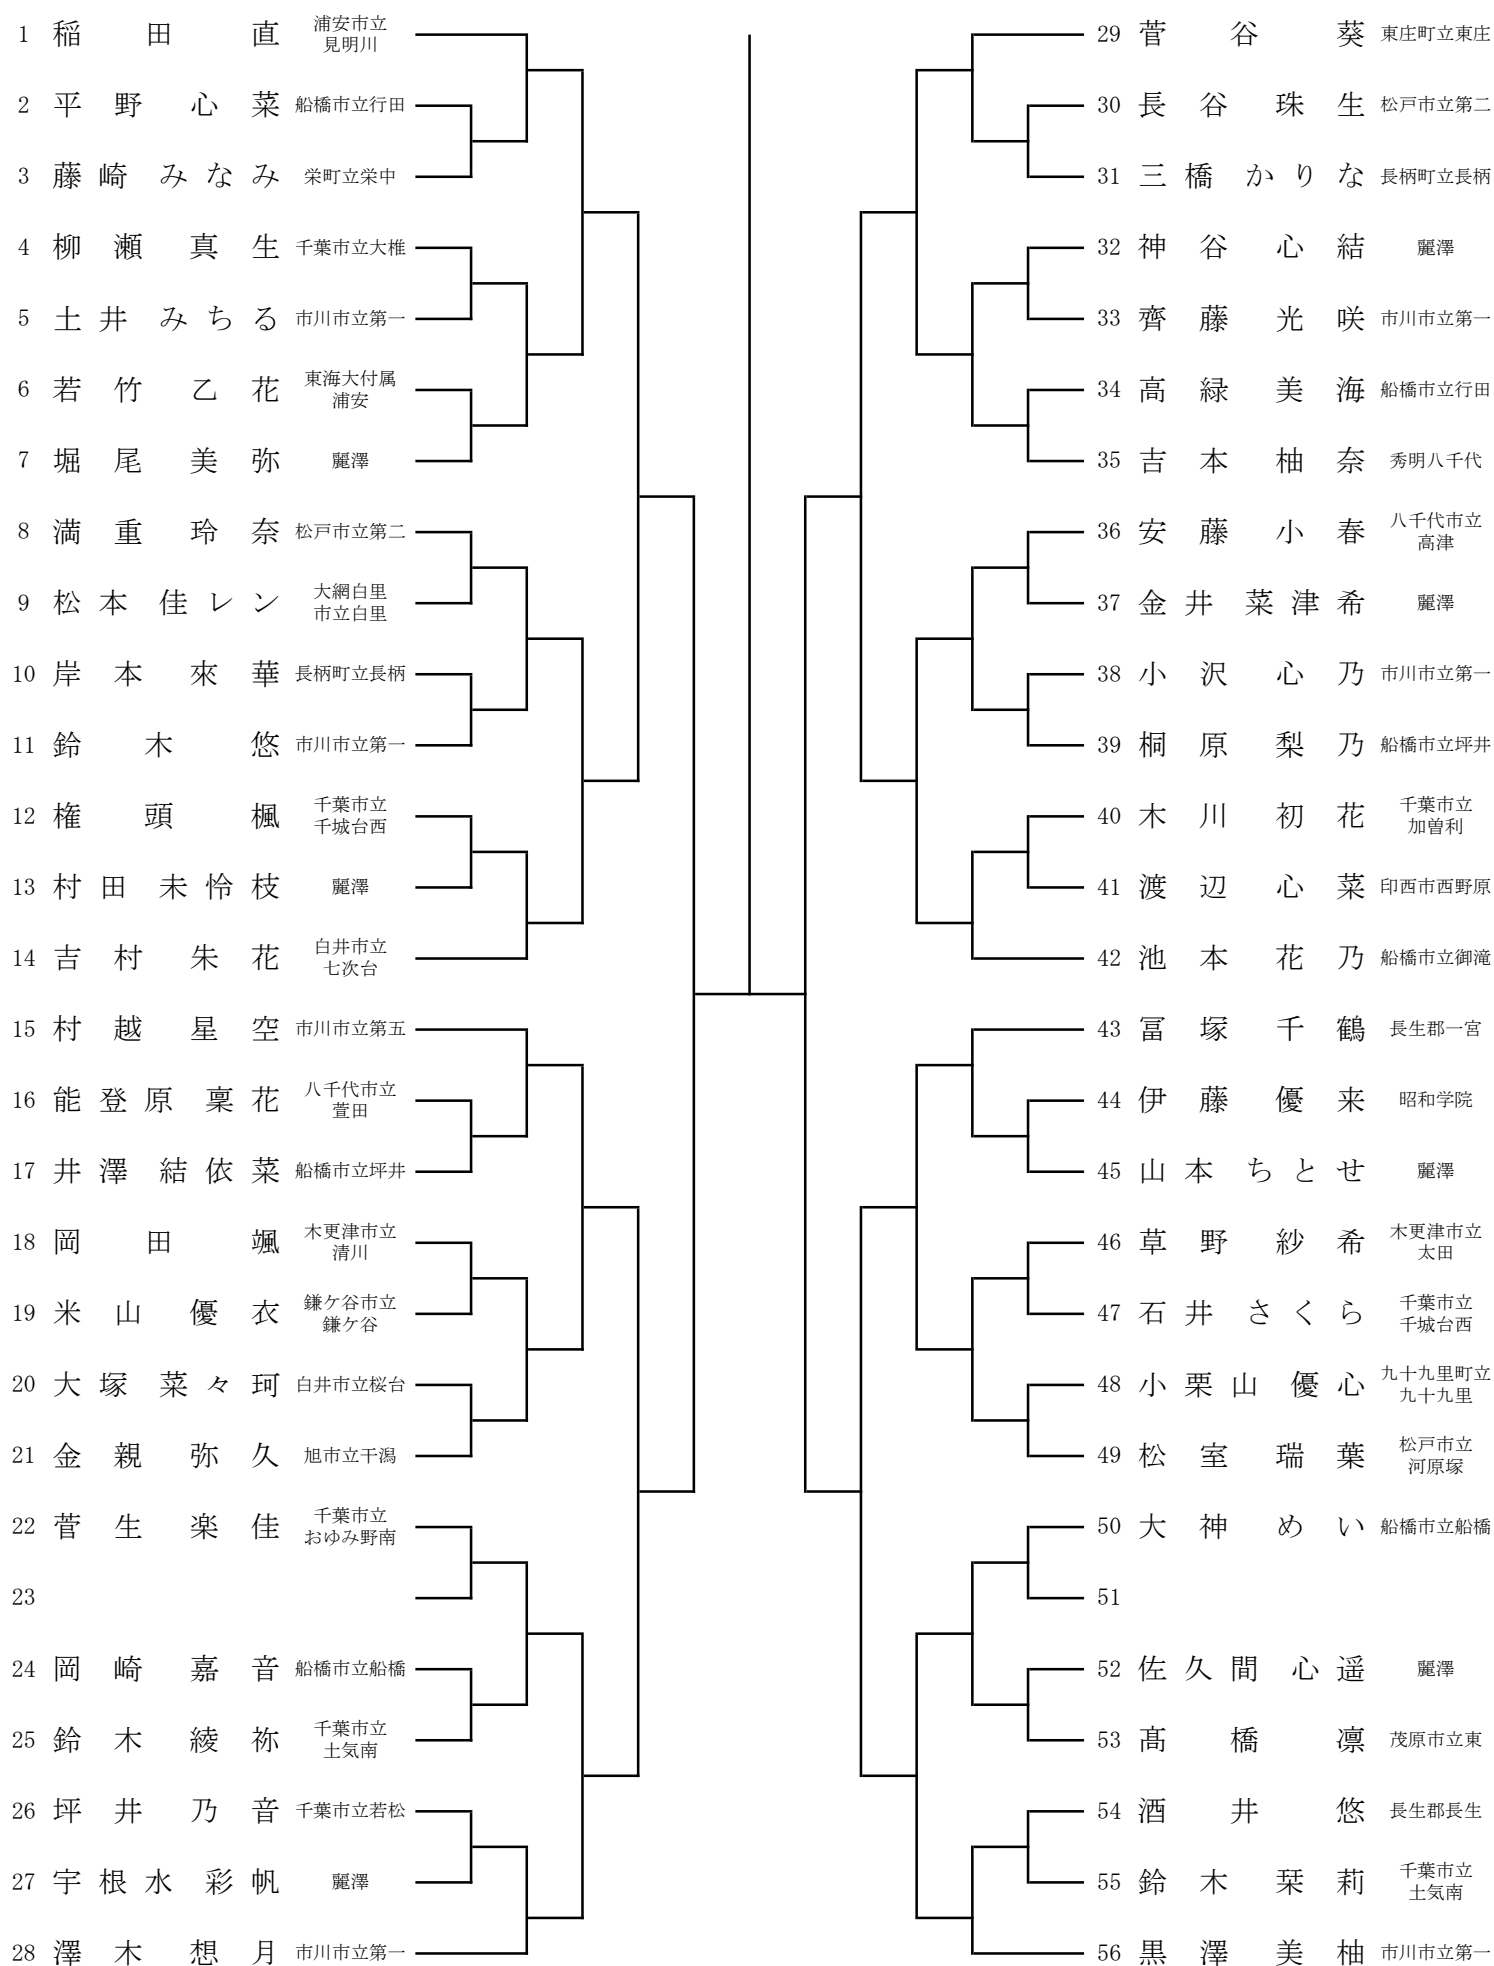 1 稲田直 浦安市立見明川
2 平野心菜 船橋市立行田
3 藤崎みなみ 栄町立栄中
4 柳瀬真生 千葉市立大椎
5 土井みちる 市川市立第一
6 若竹乙花 東海大付属浦安
7 堀尾美弥 麗澤
8 満重玲奈 松戸市立第二
9 松本佳レン 大網白里市立白里
10 岸本來華 長柄町立長柄
11 鈴木悠 市川市立第一
12 権頭楓 千葉市立千城台西
13 村田未怜枝 麗澤
14 吉村朱花 白井市立七次台
15 村越星空 市川市立第五
16 能登原稟花 八千代市立萱田
17 井澤結依菜 船橋市立坪井
18 岡田颯 木更津市立清川
19 米山優衣 鎌ケ谷市立鎌ケ谷
20 大塚菜々珂 白井市立桜台
21 金親弥久 旭市立干潟
22 菅生楽佳 千葉市立おゆみ野南
23
24 岡崎嘉音 船橋市立船橋
25 鈴木綾祢 千葉市立土気南
26 坪井乃音 千葉市立若松
27 宇根水彩帆 麗澤
28 澤木想月 市川市立第一
29 菅谷葵 東庄町立東庄
30 長谷珠生 松戸市立第二
31 三橋かりな 長柄町立長柄
32 神谷心結 麗澤
33 齊藤光咲 市川市立第一
34 高緑美海 船橋市立行田
35 吉本柚奈 秀明八千代
36 安藤小春 八千代市立高津
37 金井菜津希 麗澤
38 小沢心乃 市川市立第一
39 桐原梨乃 船橋市立坪井
40 木川初花 千葉市立加曽利
41 渡辺心菜 印西市西野原
42 池本花乃 船橋市立御滝
43 冨塚千鶴 長生郡一宮
44 伊藤優来 昭和学院
45 山本ちとせ 麗澤
46 草野紗希 木更津市立太田
47 石井さくら 千葉市立千城台西
48 小栗山優心 九十九里町立九十九里
49 松室瑞葉 松戸市立河原塚
50 大神めい 船橋市立船橋
51
52 佐久間心遥 麗澤
53 髙橋凛 茂原市立東
54 酒井悠 長生郡長生
55 鈴木栞莉 千葉市立土気南
56 黒澤美柚 市川市立第一